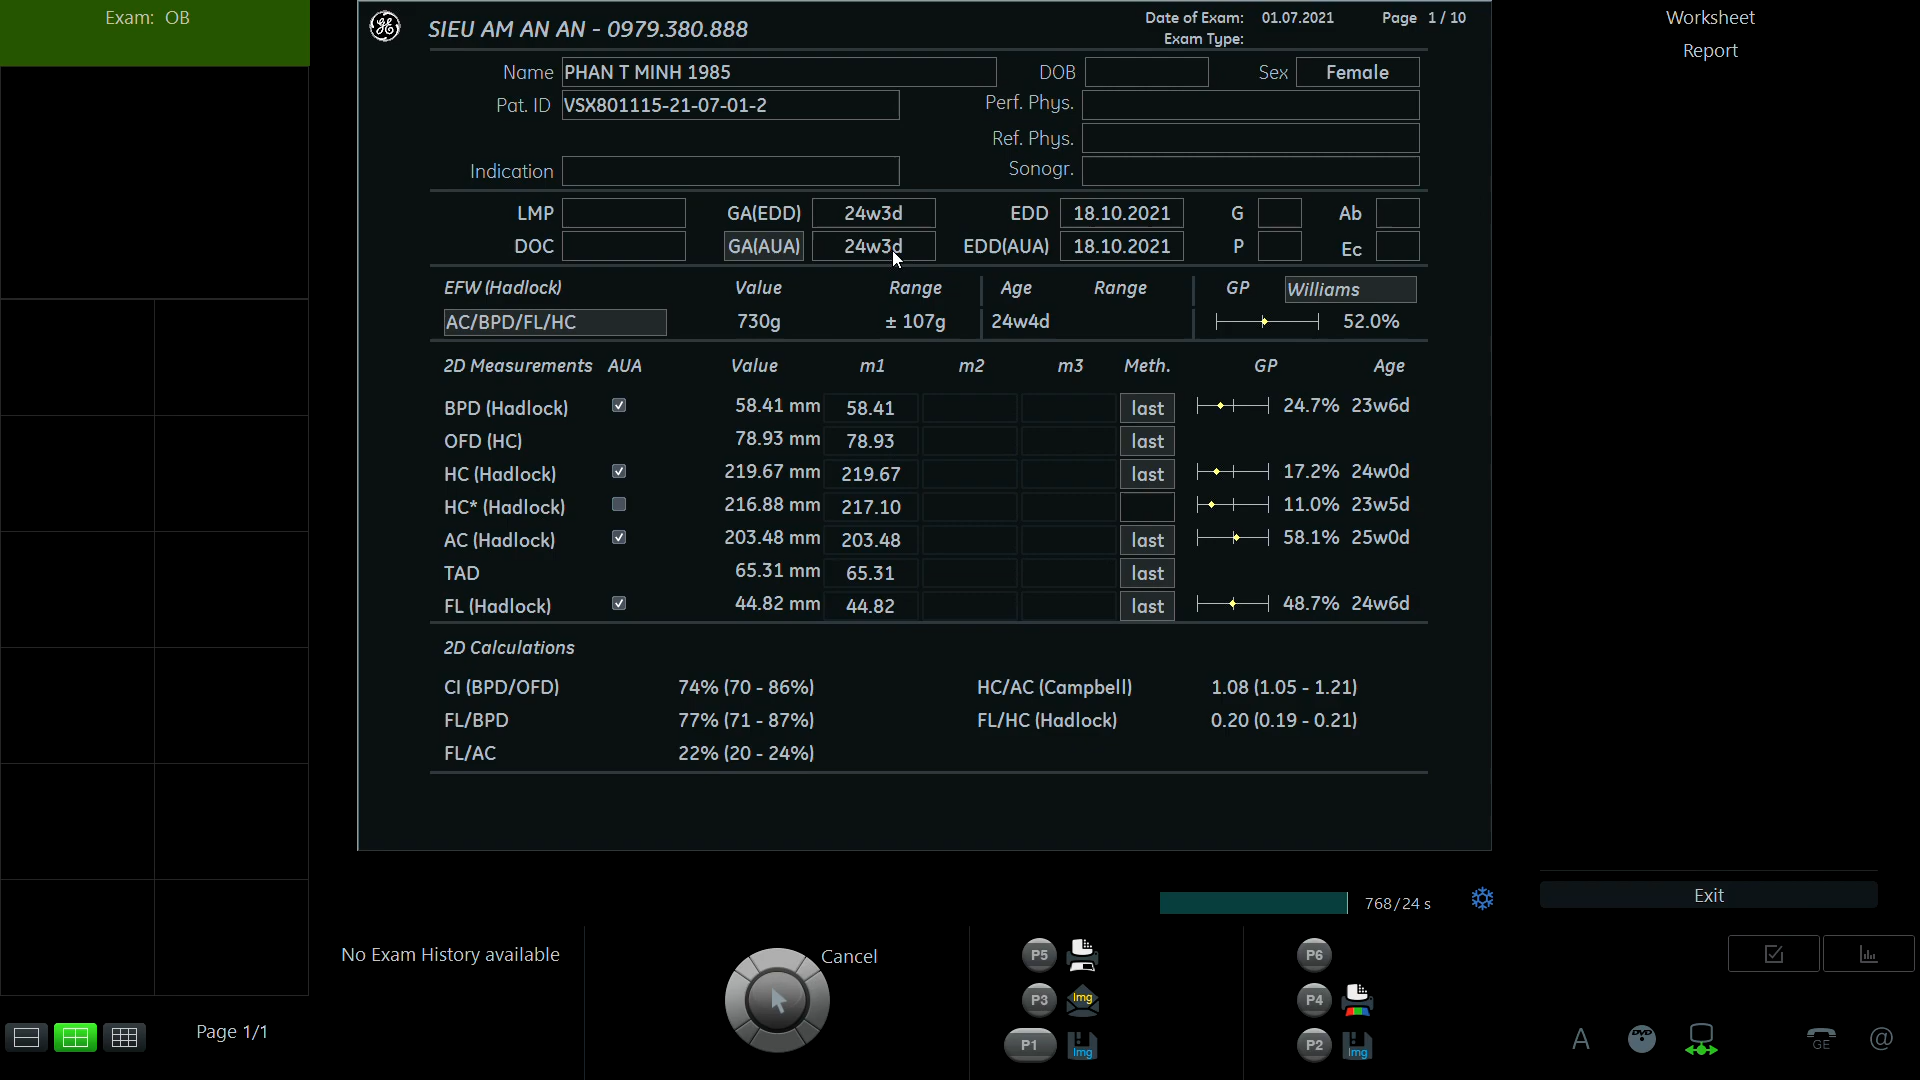 Exam: OB
SIEU AM AN AN - 0979.380.888
Date of Exam: 01.07.2021 Page 1 / 10
Exam Type:
Name PHAN T MINH 1985 DOB Sex Female
Pat. ID VSX801115-21-07-01-2 Perf. Phys.
Ref. Phys.
Indication Sonogr.
LMP GA(EDD) 24w3d EDD 18.10.2021 G Ab
DOC GA(AUA) 24w3d EDD(AUA) 18.10.2021 P Ec
EFW (Hadlock) Value Range Age Range GP Williams
AC/BPD/FL/HC 730g ± 107g 24w4d 52.0%
2D Measurements AUA Value m1 m2 m3 Meth. GP Age
BPD (Hadlock) 58.41 mm 58.41 last 24.7% 23w6d
OFD (HC) 78.93 mm 78.93 last
HC (Hadlock) 219.67 mm 219.67 last 17.2% 24w0d
HC* (Hadlock) 216.88 mm 217.10 11.0% 23w5d
AC (Hadlock) 203.48 mm 203.48 last 58.1% 25w0d
TAD 65.31 mm 65.31 last
FL (Hadlock) 44.82 mm 44.82 last 48.7% 24w6d
2D Calculations
CI (BPD/OFD) 74% (70 - 86%) HC/AC (Campbell) 1.08 (1.05 - 1.21)
FL/BPD 77% (71 - 87%) FL/HC (Hadlock) 0.20 (0.19 - 0.21)
FL/AC 22% (20 - 24%)
Worksheet
Report
768/24 s
Exit
No Exam History available
Cancel
P5
P3 Img
P1 Img
P6
P4
P2 Img
Page 1/1
A DVD GE @